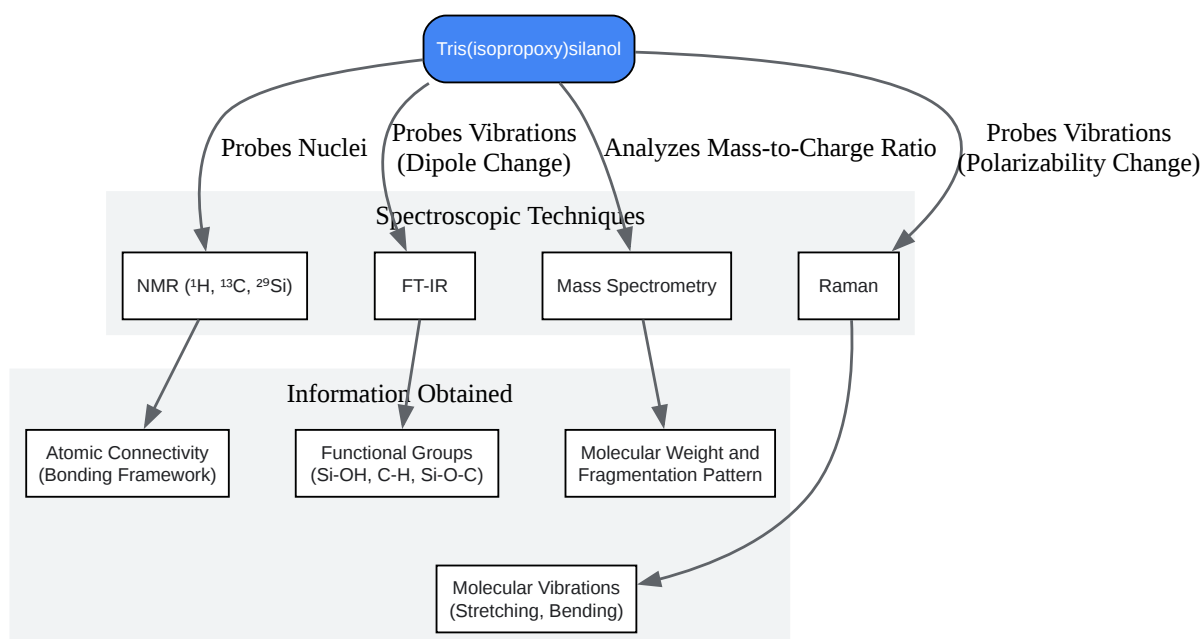 Tris(isopropoxy)silanol
Probes Nuclei
Probes Vibrations
(Dipole Change)
Analyzes Mass-to-Charge Ratio
Probes Vibrations
(Polarizability Change)
Spectroscopic Techniques
NMR (¹H, ¹³C, ²⁹Si)
FT-IR
Mass Spectrometry
Raman
Information Obtained
Atomic Connectivity
(Bonding Framework)
Functional Groups
(Si-OH, C-H, Si-O-C)
Molecular Weight and
Fragmentation Pattern
Molecular Vibrations
(Stretching, Bending)